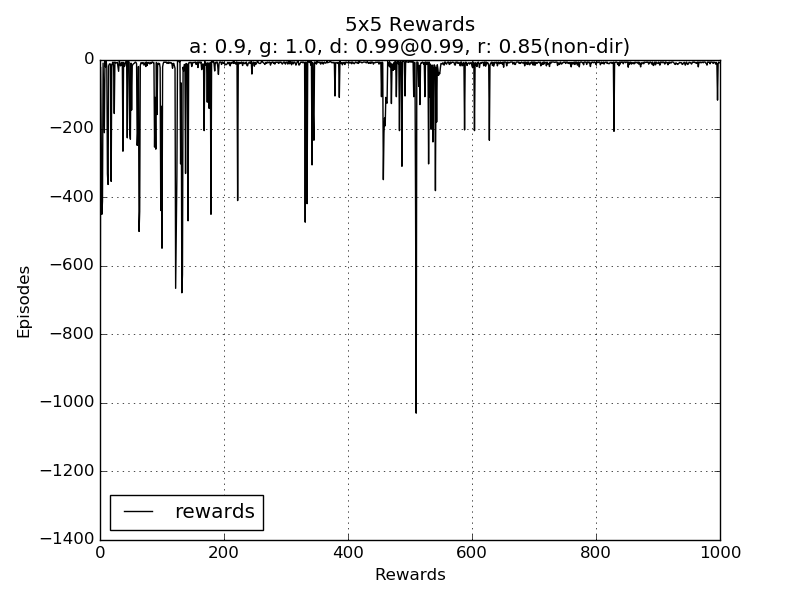 5x5 Rewards
a: 0.9, g: 1.0, d: 0.99@0.99, r: 0.85(non-dir)
0
−200
−400
−600
−800
−1000
−1200
−1400
Episodes
rewards
0 200 400 600 800 1000
Rewards